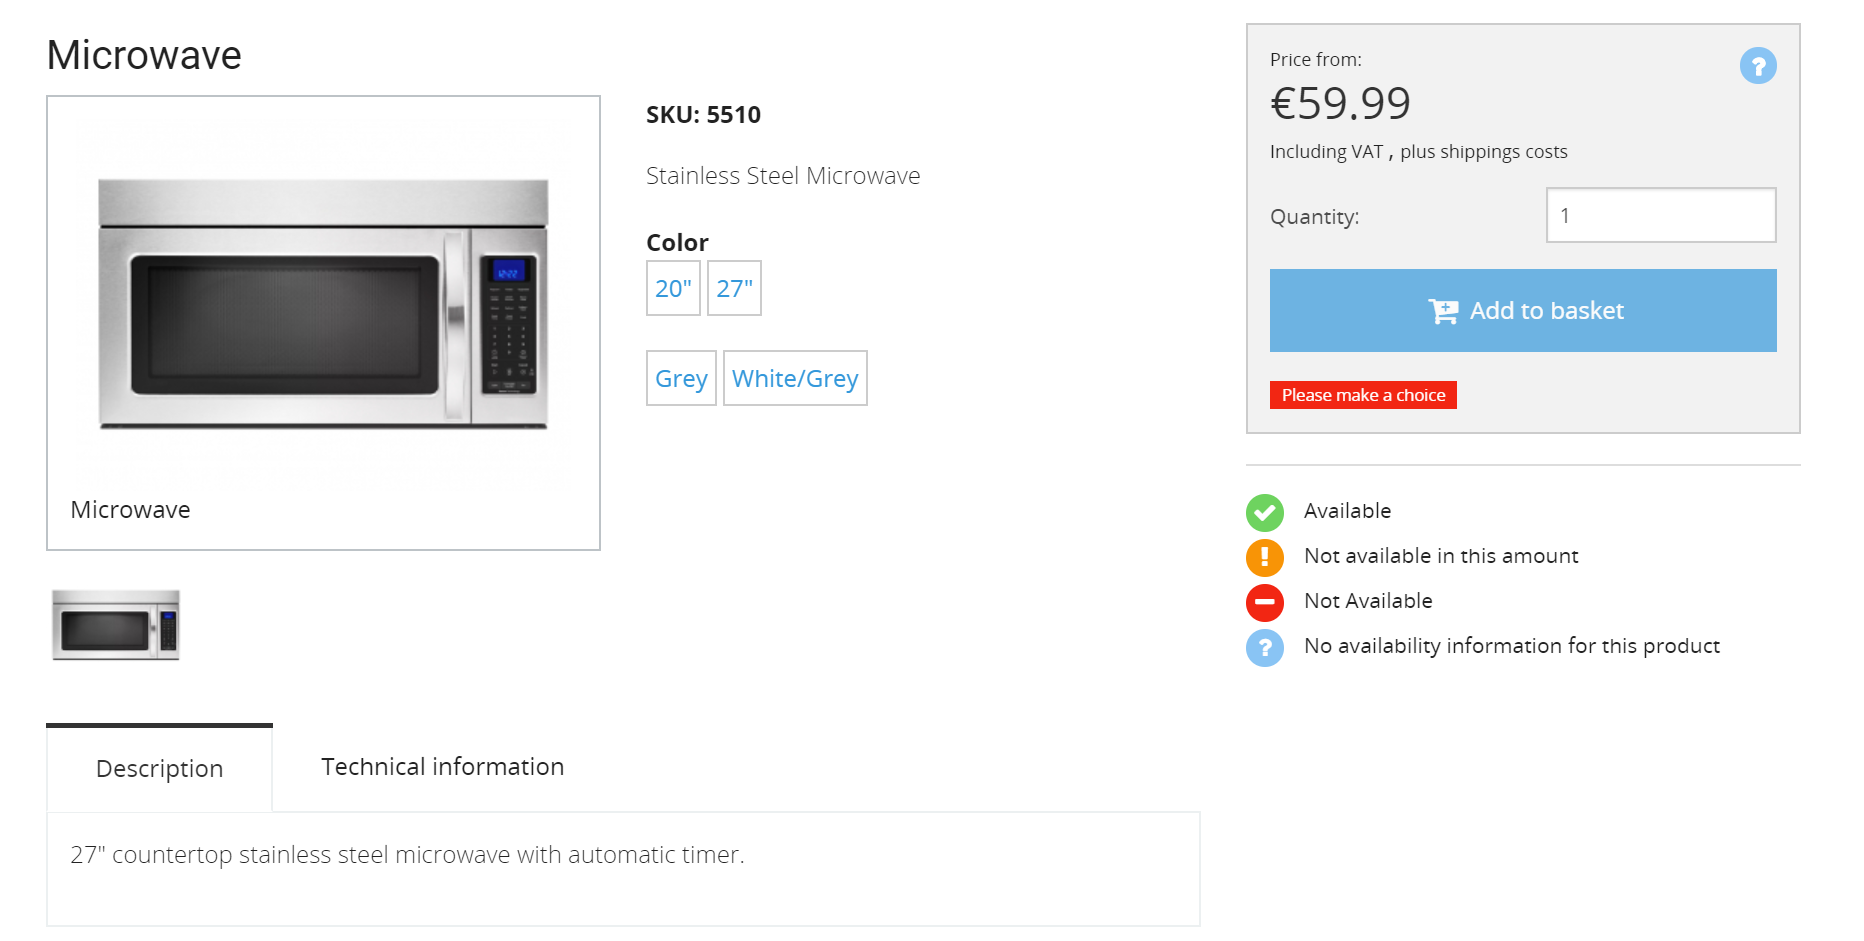 Microwave
Microwave
SKU: 5510
Stainless Steel Microwave
Color
20" 27"
Grey White/Grey
Price from:
?
€59.99
Including VAT , plus shippings costs
Quantity: 1
Add to basket
Please make a choice
Available
! Not available in this amount
Not Available
? No availability information for this product
Description Technical information
27" countertop stainless steel microwave with automatic timer.